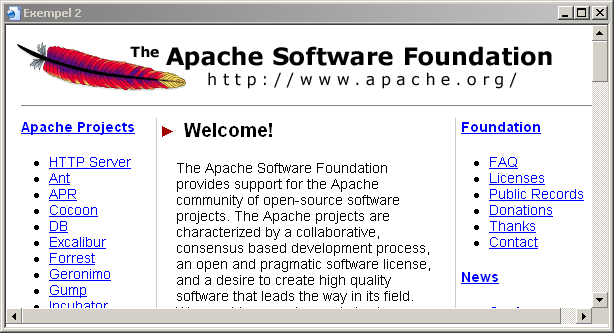 Exempel 2
The Apache Software Foundation
http://www.apache.org/
Apache Projects
HTTP Server
Ant
APR
Cocoon
DB
Excalibur
Forrest
Geronimo
Gump
Incubator
Welcome!
The Apache Software Foundation
provides support for the Apache
community of open-source software
projects. The Apache projects are
characterized by a collaborative,
consensus based development process,
an open and pragmatic software license,
and a desire to create high quality
software that leads the way in its field.
Foundation
FAQ
Licenses
Public Records
Donations
Thanks
Contact
News